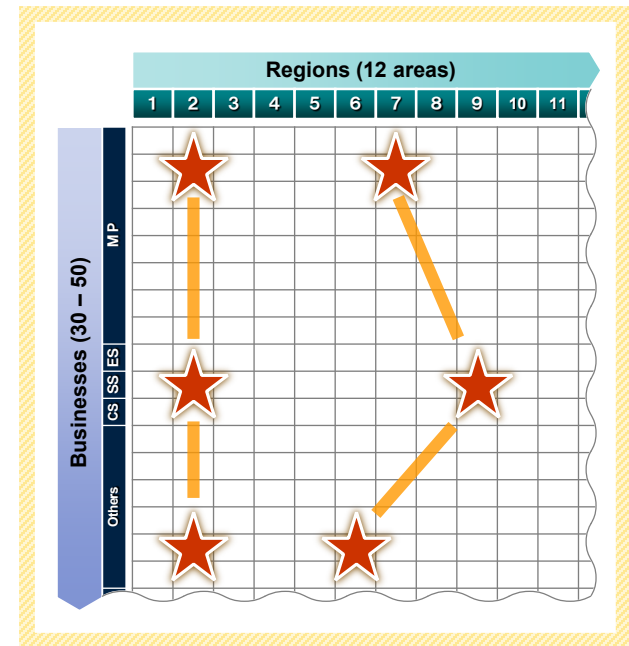 Regions (12 areas)
1 2 3 4 5 6 7 8 9 10 11
Businesses (30 – 50)
MP
ES
SS
CS
Others